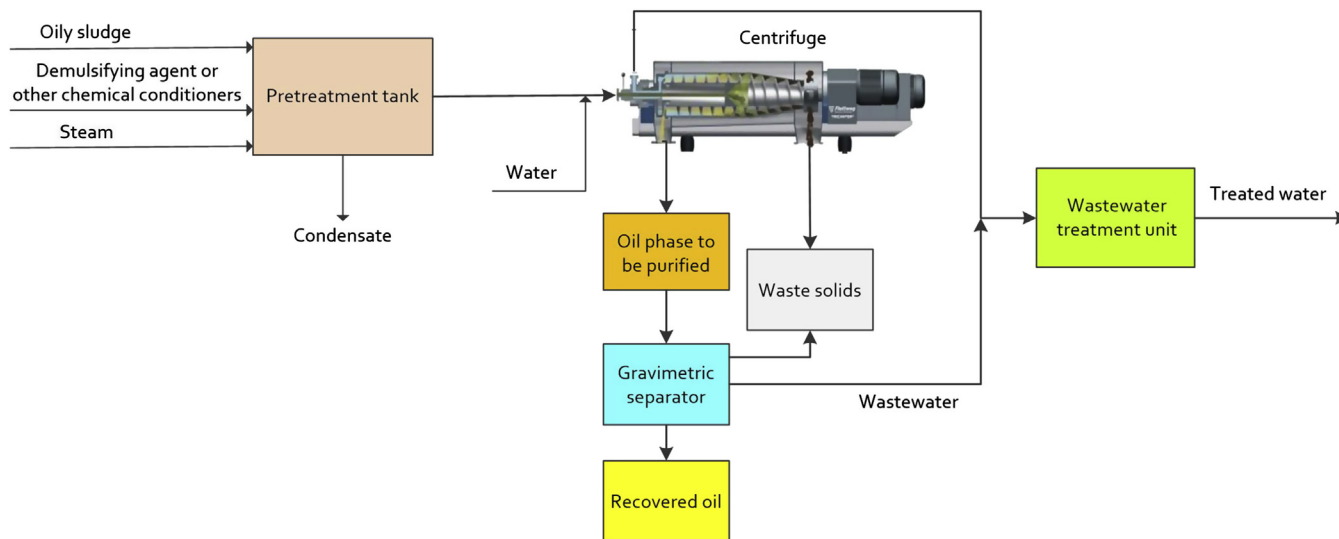 Oily sludge
Demulsifying agent or
other chemical conditioners
Steam
Pretreatment tank
Condensate
Water
Centrifuge
Oil phase to
be purified
Waste solids
Gravimetric
separator
Wastewater
Recovered oil
Wastewater
treatment unit
Treated water